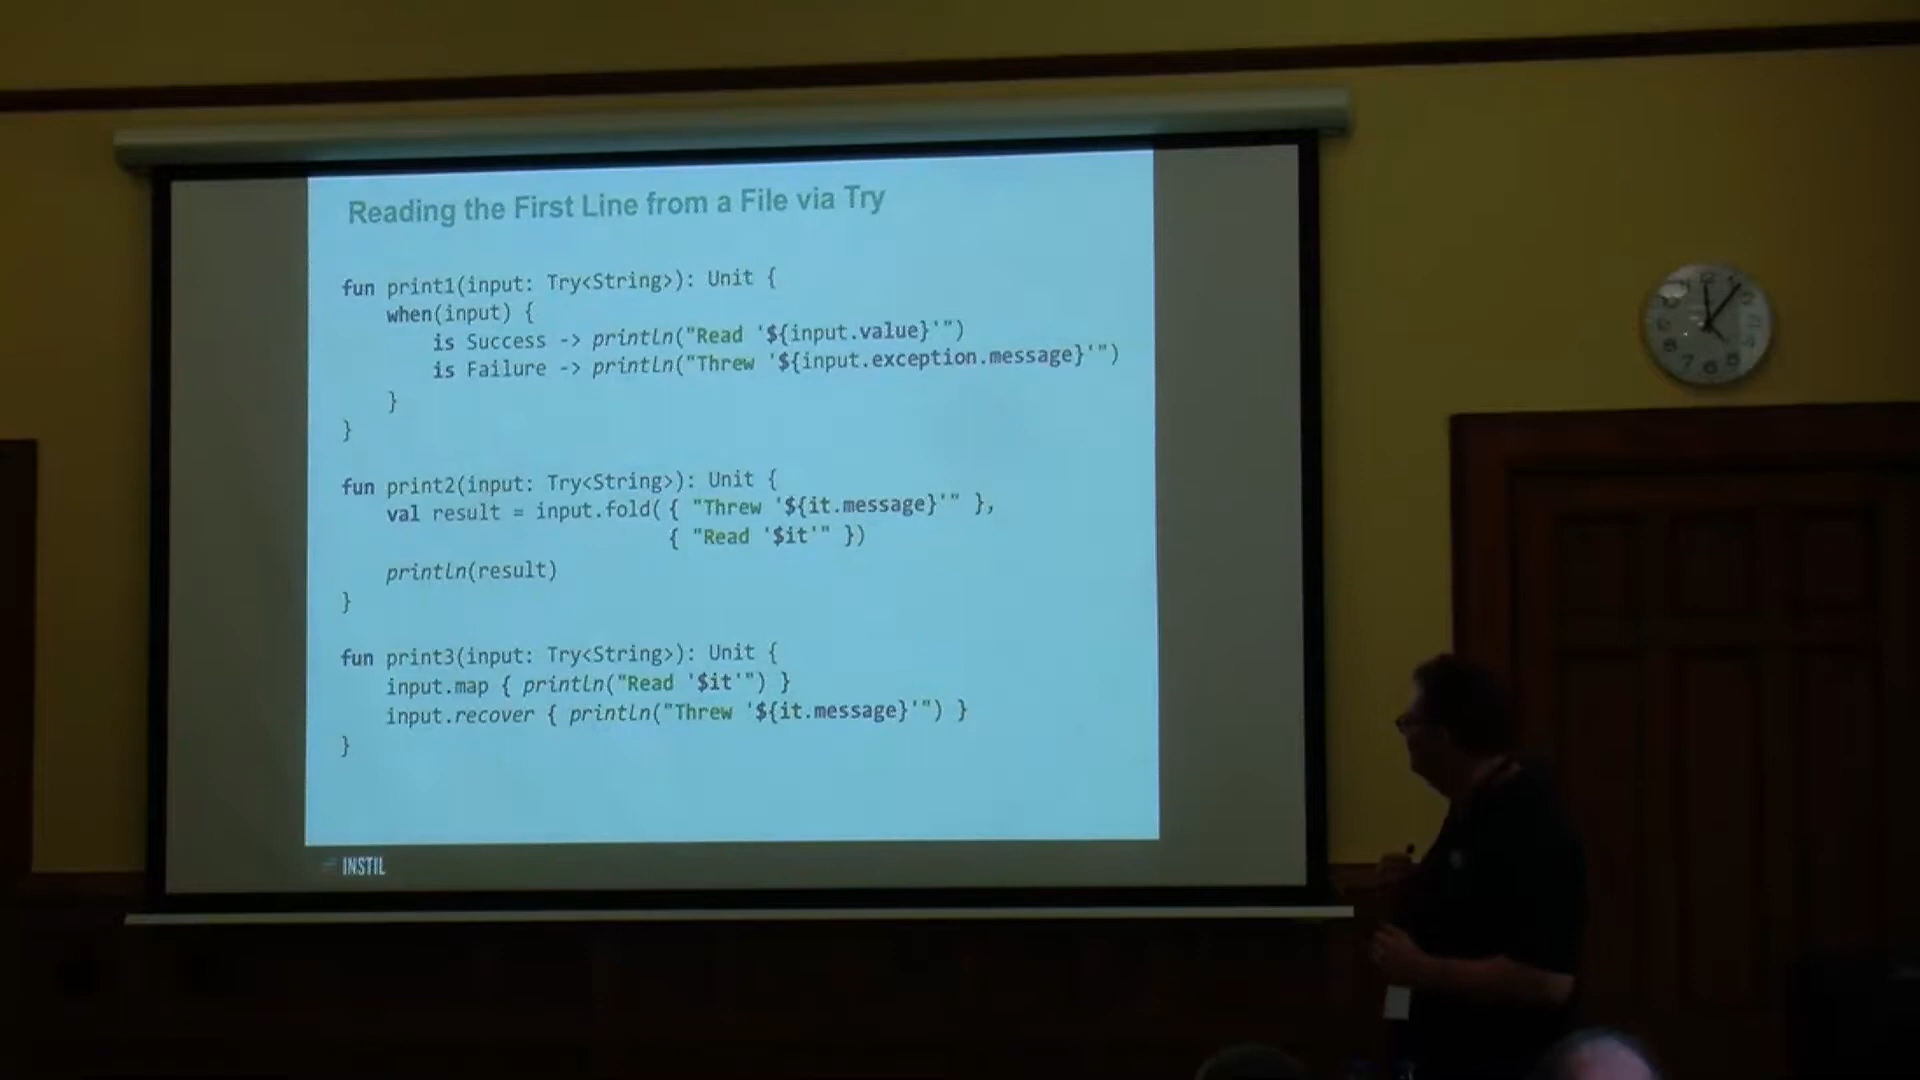 Reading the First Line from a File via Try
fun print1(input: Try<String>): Unit {
    when(input) {
        is Success -> println("Read '${input.value}'")
        is Failure -> println("Threw '${input.exception.message}'")
    }
}
fun print2(input: Try<String>): Unit {
    val result = input.fold( { "Threw '${it.message}'" },
                             { "Read '$it'" })
    println(result)
}
fun print3(input: Try<String>): Unit {
    input.map { println("Read '$it'") }
    input.recover { println("Threw '${it.message}'") }
}
INSTIL